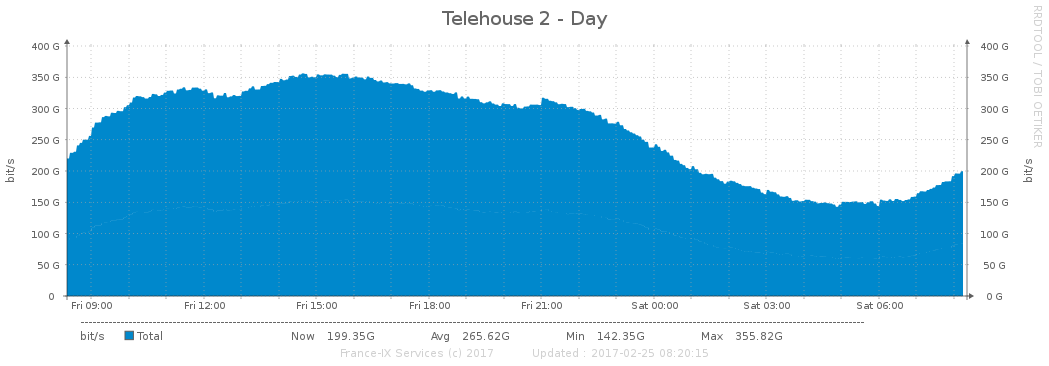 Telehouse 2 - Day
RRDTOOL / TOBI OETIKER
400 G 400 G
350 G 350 G
300 G 300 G
250 G 250 G
200 G 200 G
150 G 150 G
100 G 100 G
50 G 50 G
0 0 G
bit/s bit/s
Fri 09:00 Fri 12:00 Fri 15:00 Fri 18:00 Fri 21:00 Sat 00:00 Sat 03:00 Sat 06:00
bit/s Total Now 199.35G Avg 265.62G Min 142.35G Max 355.82G
France-IX Services (c) 2017 Updated : 2017-02-25 08:20:15